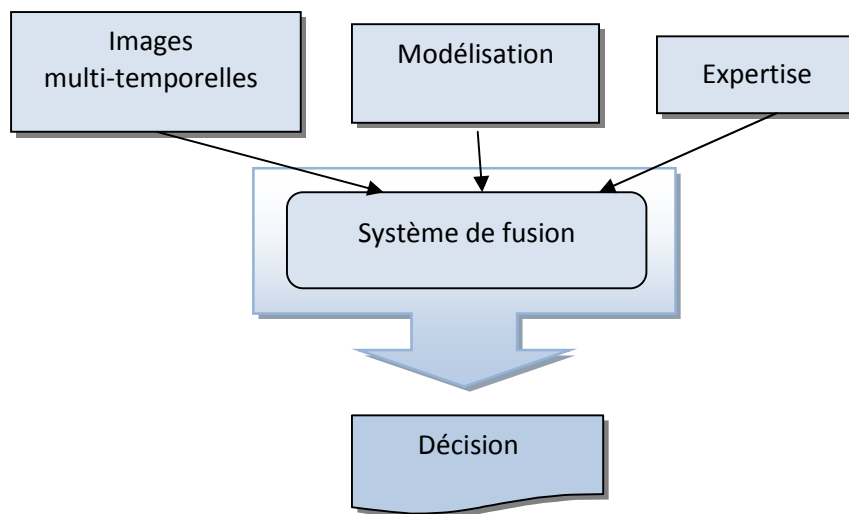 Images
multi-temporelles
Modélisation
Expertise
Système de fusion
Décision